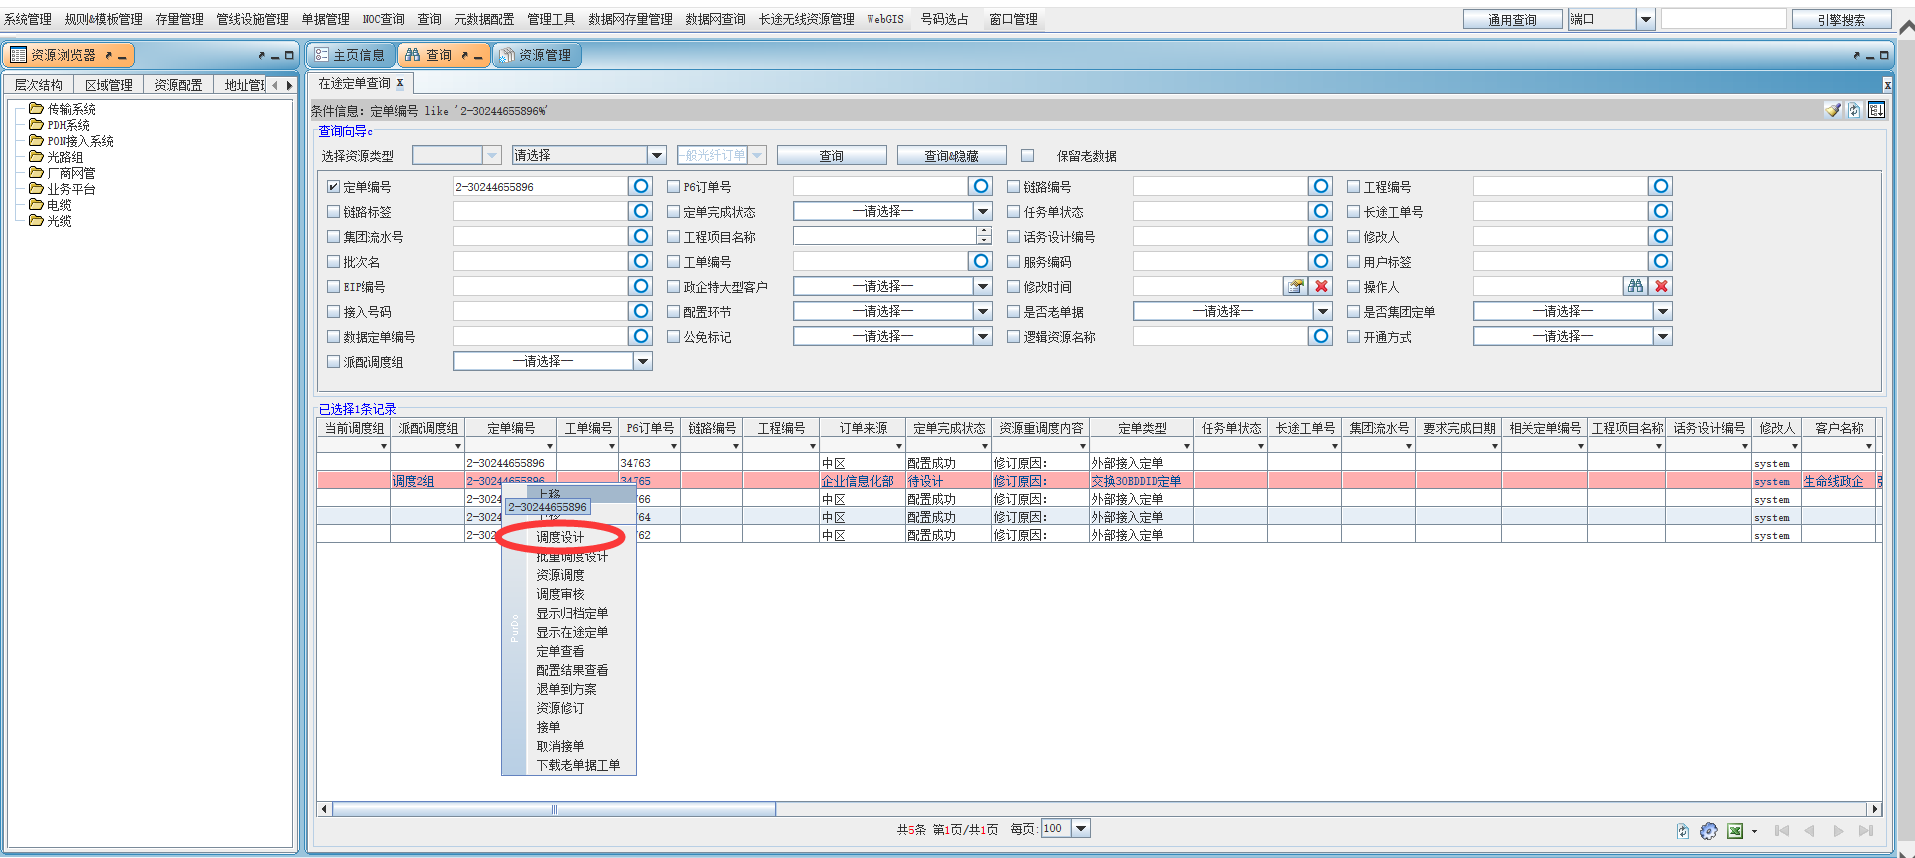 系统管理 规则&模板管理 存量管理 管线设施管理 单据管理 NOC查询 查询 元数据配置 管理工具 数据网存量管理 数据网查询 长途无线资源管理 WebGIS 号码选占 窗口管理 通用查询 端口 引擎搜索
资源浏览器 主页信息 查询 资源管理
层次结构 区域管理 资源配置 地址管 在途定单查询 x
传输系统
PDH系统
PON接入系统
光路组
厂商网管
业务平台
电缆
光缆
条件信息: 定单编号 like '2-30244655896%'
查询向导c
选择资源类型 请选择 一般光纤订单 查询 查询&隐藏 保留老数据
定单编号 2-30244655896 P6订单号 链路编号 工程编号
链路标签 定单完成状态 —请选择— 任务单状态 长途工单号
集团流水号 工程项目名称 话务设计编号 修改人
批次名 工单编号 服务编码 用户标签
EIP编号 政企特大型客户 —请选择— 修改时间 操作人
接入号码 配置环节 —请选择— 是否老单据 —请选择— 是否集团定单 —请选择—
数据定单编号 公免标记 —请选择— 逻辑资源名称 开通方式 —请选择—
派配调度组 —请选择—
已选择1条记录
当前调度组 派配调度组 定单编号 工单编号 P6订单号 链路编号 工程编号 订单来源 定单完成状态 资源重调度内容 定单类型 任务单状态 长途工单号 集团流水号 要求完成日期 相关定单编号 工程项目名称 话务设计编号 修改人 客户名称
2-30244655896 34763 中区 配置成功 修订原因: 外部接入定单 system
调度2组 2-30244655896 34765 企业信息化部 待设计 修订原因: 交换30BDDID定单 system 生命线政企
2-3024 66 中区 配置成功 修订原因: 外部接入定单 system
2-3024 64 中区 配置成功 修订原因: 外部接入定单 system
2-302 62 中区 配置成功 修订原因: 外部接入定单 system
上移
2-30244655896
调度设计
批量调度设计
资源调度
调度审核
显示归档定单
显示在途定单
定单查看
配置结果查看
退单到方案
资源修订
接单
取消接单
下载老单据工单
PurDo
共5条 第1页/共1页 每页: 100